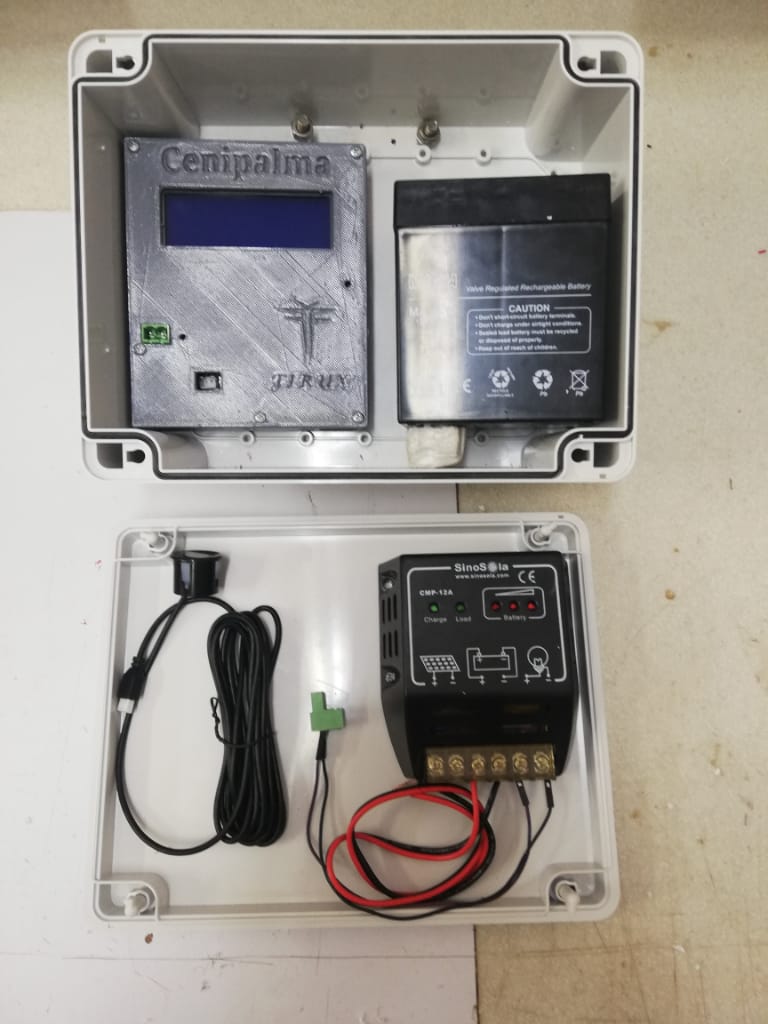 Cenipalma
TIRUX
Valve Regulated Rechargeable Battery
CAUTION
• Don't short-circuit battery terminals.
• Don't charge under airtight conditions.
• Sealed lead battery must be recycled
or disposed of properly.
• Keep out of reach of children.
CE
Pb
Pb
SinoSola
www.sinosola.com
CE
CMP-12A
Charge
Load
Battery
+ − + − + −